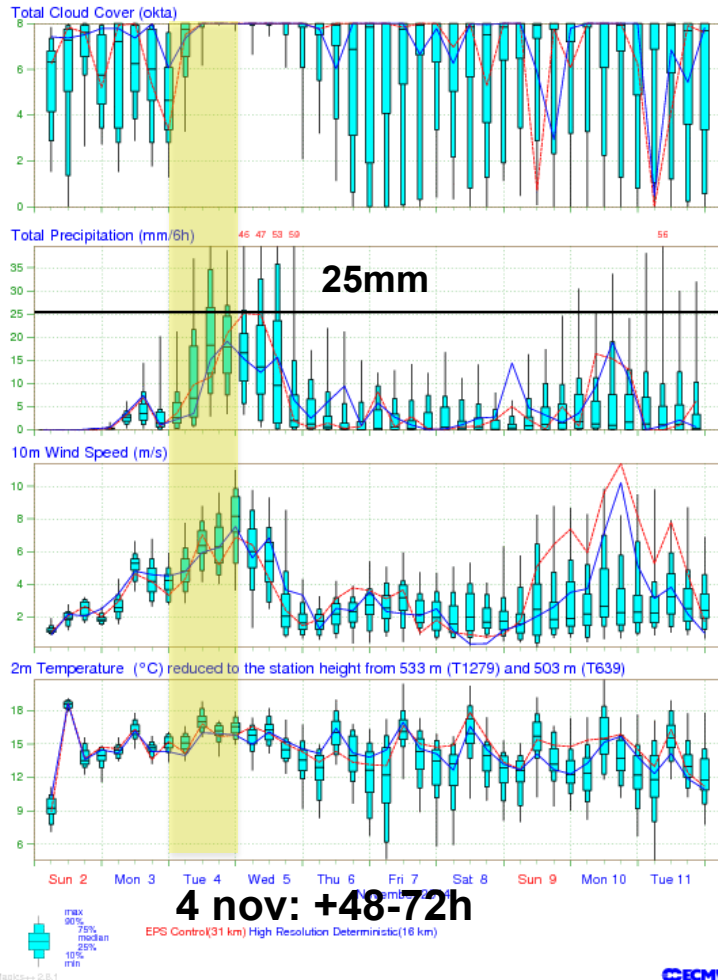 Total Cloud Cover (okta)
8
6
4
2
0
Total Precipitation (mm/6h)
46 47 53 59
56
25mm
35
30
25
20
15
10
5
0
10m Wind Speed (m/s)
10
8
6
4
2
2m Temperature (°C) reduced to the station height from 533 m (T1279) and 503 m (T639)
18
15
12
9
6
Sun 2 Mon 3 Tue 4 Wed 5 Thu 6 Fri 7 Sat 8 Sun 9 Mon 10 Tue 11
4 nov: +48-72h
max
90%
75%
median
25%
10%
min
EPS Control(31 km) High Resolution Deterministic(16 km)